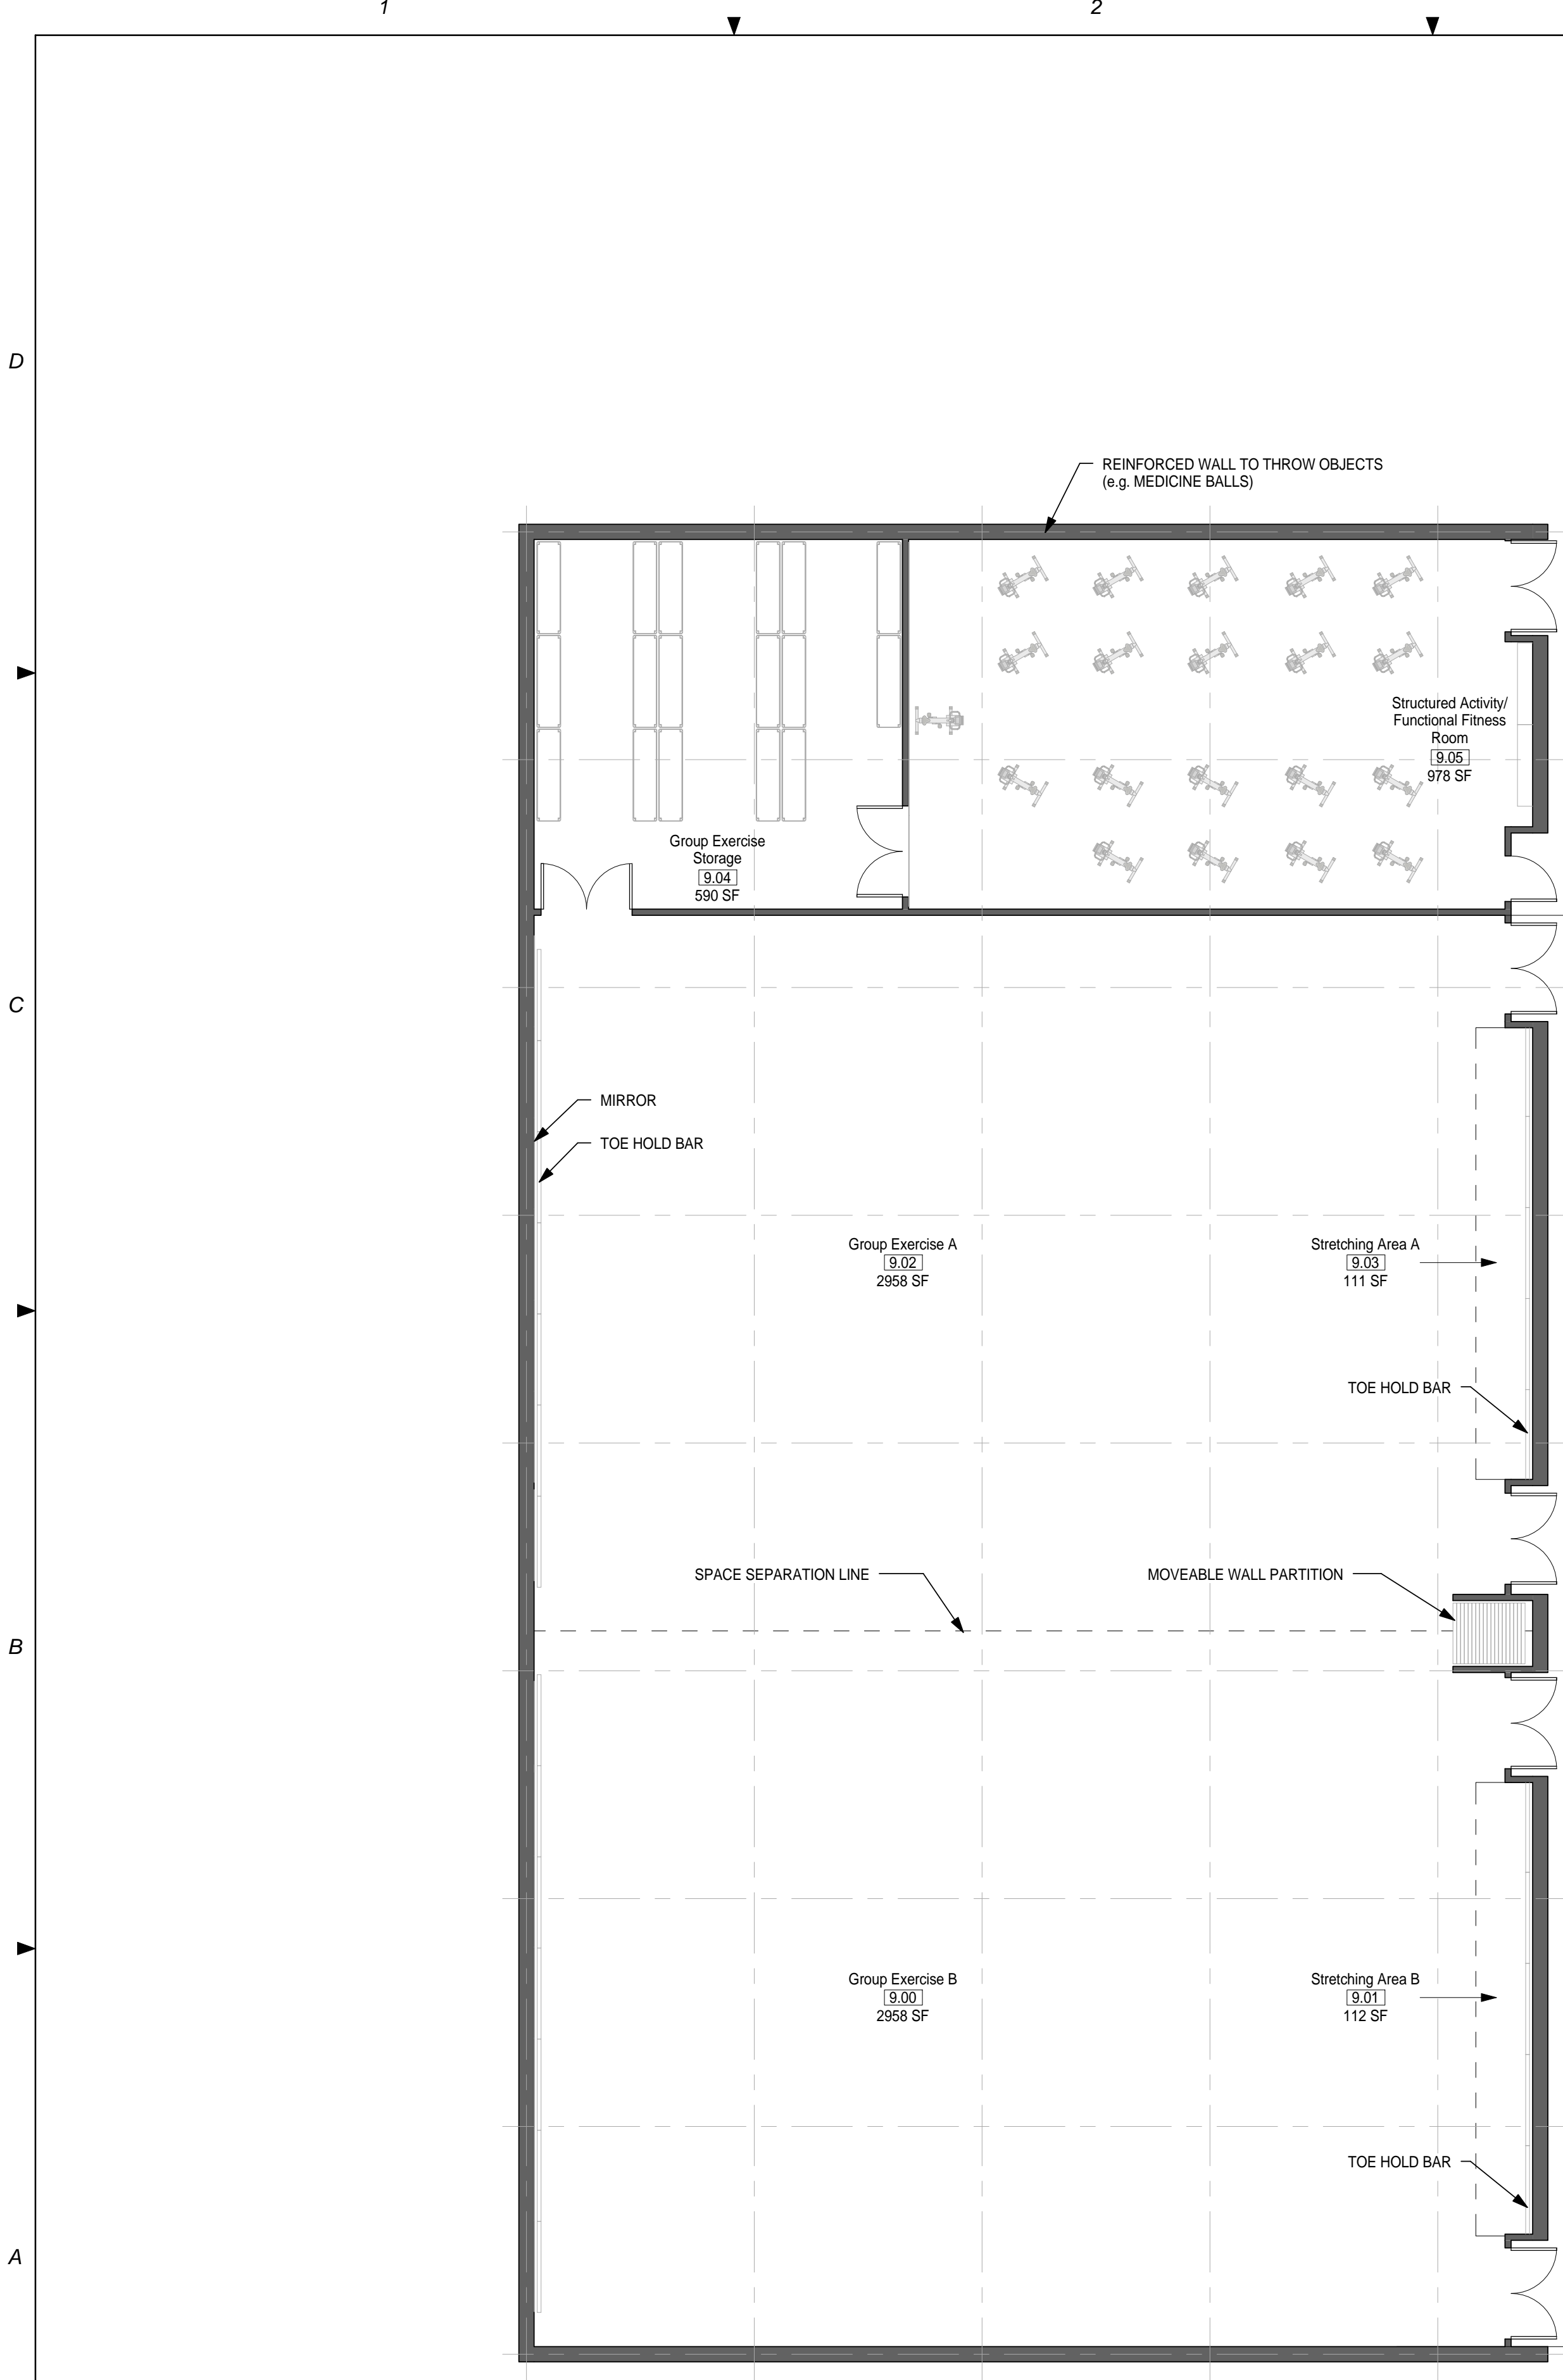 1
2
D
REINFORCED WALL TO THROW OBJECTS
(e.g. MEDICINE BALLS)
Structured Activity/
Functional Fitness
Room
9.05
978 SF
Group Exercise
Storage
9.04
590 SF
C
MIRROR
TOE HOLD BAR
Group Exercise A
9.02
2958 SF
Stretching Area A
9.03
111 SF
TOE HOLD BAR
SPACE SEPARATION LINE
MOVEABLE WALL PARTITION
B
Group Exercise B
9.00
2958 SF
Stretching Area B
9.01
112 SF
TOE HOLD BAR
A